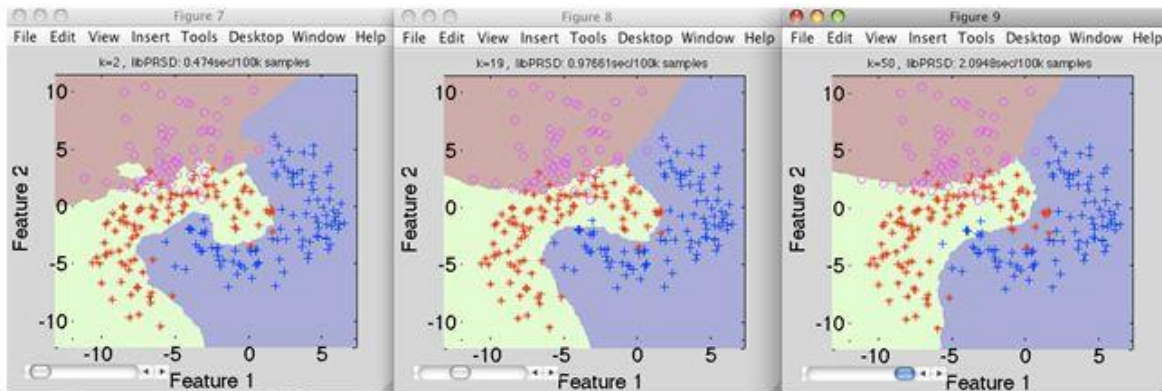 Figure 7
File Edit View Insert Tools Desktop Window Help
k=2, libPRSD: 0.474sec/100k samples
10
5
0
-5
-10
Feature 2
-10 -5 0 5
Feature 1
Figure 8
File Edit View Insert Tools Desktop Window Help
k=19, libPRSD: 0.97661sec/100k samples
10
5
0
-5
-10
Feature 2
-10 -5 0 5
Feature 1
Figure 9
File Edit View Insert Tools Desktop Window Help
k=50, libPRSD: 2.0948sec/100k samples
10
5
0
-5
-10
Feature 2
-10 -5 0 5
Feature 1